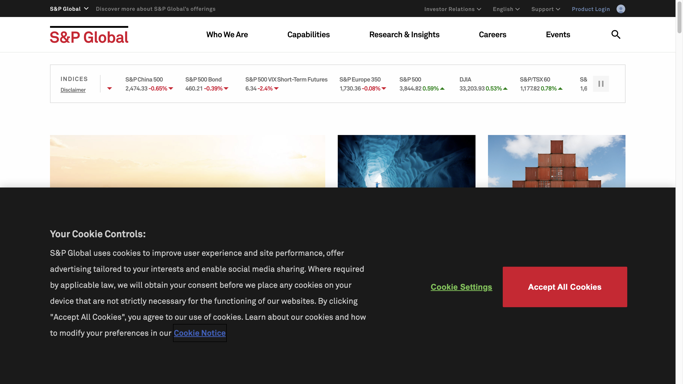 S&P Global
Discover more about S&P Global's offerings
Investor Relations
English
Support
Product Login
S&P Global
Who We Are
Capabilities
Research & Insights
Careers
Events
INDICES
Disclaimer
S&P China 500
2,474.33 -0.65%
S&P 500 Bond
460.21 -0.39%
S&P 500 VIX Short-Term Futures
6.34 -2.4%
S&P Europe 350
1,730.36 -0.08%
S&P 500
3,844.82 0.59%
DJIA
33,203.93 0.53%
S&P/TSX 60
1,177.82 0.78%
Your Cookie Controls:
S&P Global uses cookies to improve user experience and site performance, offer
advertising tailored to your interests and enable social media sharing. Where required
by applicable law, we will obtain your consent before we place any cookies on your
device that are not strictly necessary for the functioning of our websites. By clicking
"Accept All Cookies", you agree to our use of cookies. Learn about our cookies and how
to modify your preferences in our Cookie Notice
Cookie Settings
Accept All Cookies